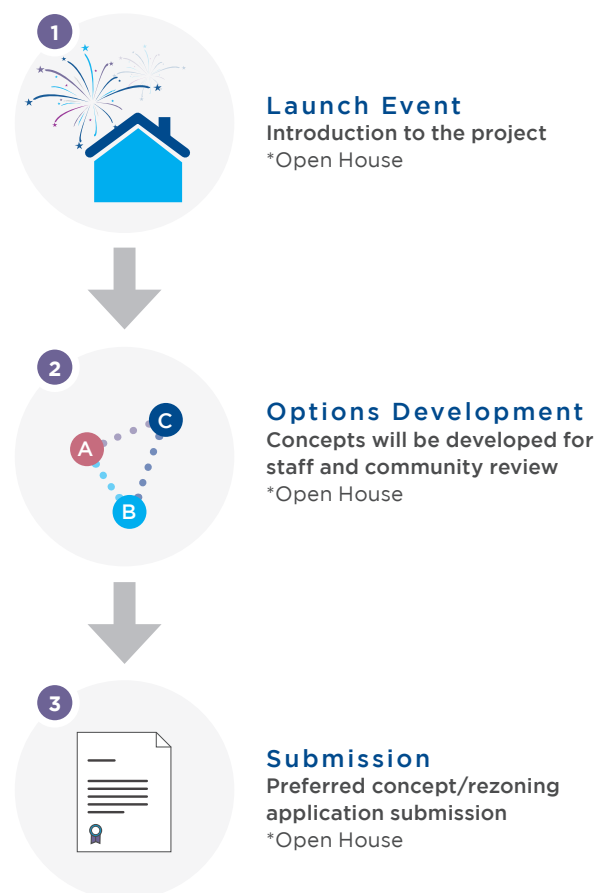 1
Launch Event
Introduction to the project
*Open House
2
Options Development
Concepts will be developed for
staff and community review
*Open House
C
A
B
3
Submission
Preferred concept/rezoning
application submission
*Open House